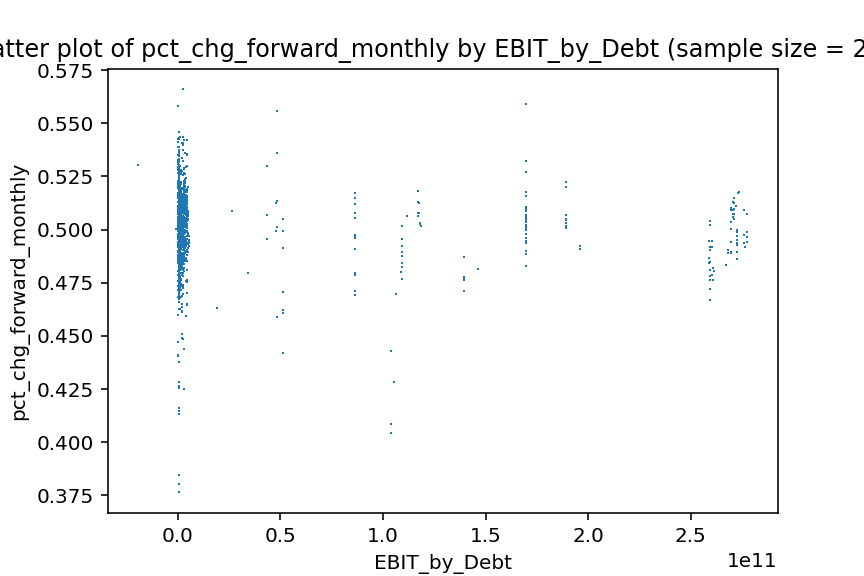 atter plot of pct_chg_forward_monthly by EBIT_by_Debt (sample size = 2
0.575
0.550
0.525
0.500
0.475
0.450
0.425
0.400
0.375
pct_chg_forward_monthly
0.0 0.5 1.0 1.5 2.0 2.5
1e11
EBIT_by_Debt